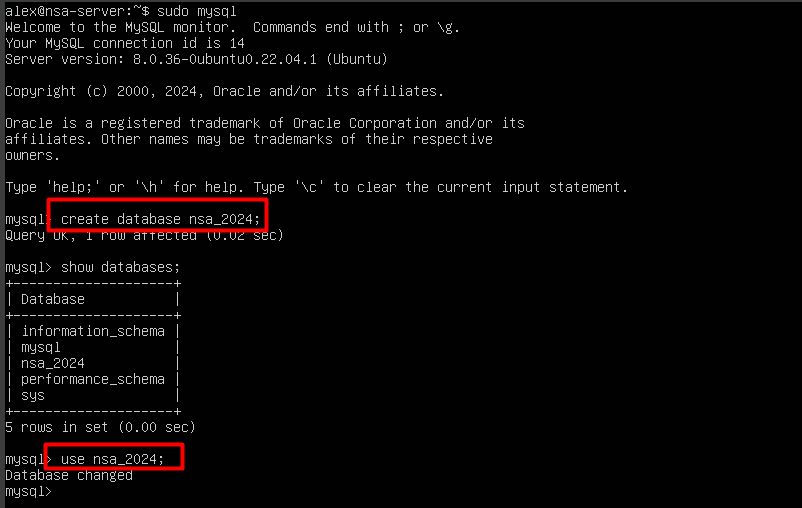 alex@nsa-server:~$ sudo mysql
Welcome to the MySQL monitor.  Commands end with ; or \g.
Your MySQL connection id is 14
Server version: 8.0.36-0ubuntu0.22.04.1 (Ubuntu)
Copyright (c) 2000, 2024, Oracle and/or its affiliates.
Oracle is a registered trademark of Oracle Corporation and/or its
affiliates. Other names may be trademarks of their respective
owners.
Type 'help;' or '\h' for help. Type '\c' to clear the current input statement.
mysql> create database nsa_2024;
Query OK, 1 row affected (0.02 sec)
mysql> show databases;
+--------------------+
| Database           |
+--------------------+
| information_schema |
| mysql              |
| nsa_2024           |
| performance_schema |
| sys                |
+--------------------+
5 rows in set (0.00 sec)
mysql> use nsa_2024;
Database changed
mysql>